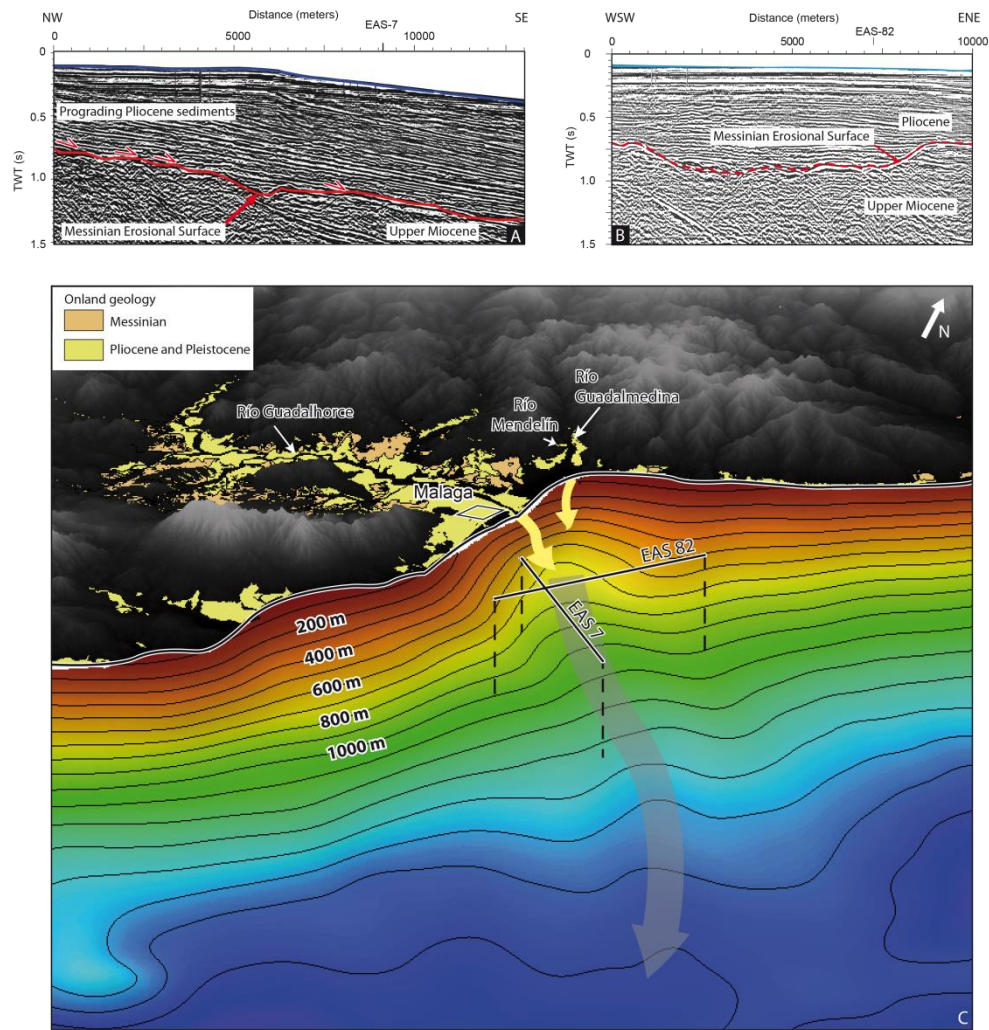 NW
Distance (meters)
SE
EAS-7
5000
10000
0
0.5
1.0
1.5
TWT (s)
Prograding Pliocene sediments
Messinian Erosional Surface
Upper Miocene
A
WSW
Distance (meters)
ENE
EAS-82
0
5000
10000
0
0.5
1.0
1.5
TWT (s)
Pliocene
Messinian Erosional Surface
Upper Miocene
B
Onland geology
Messinian
Pliocene and Pleistocene
N
Río Guadalhorce
Río
Mendelín
Río
Guadalmedina
Malaga
EAS 82
EAS 7
200 m
400 m
600 m
800 m
1000 m
C